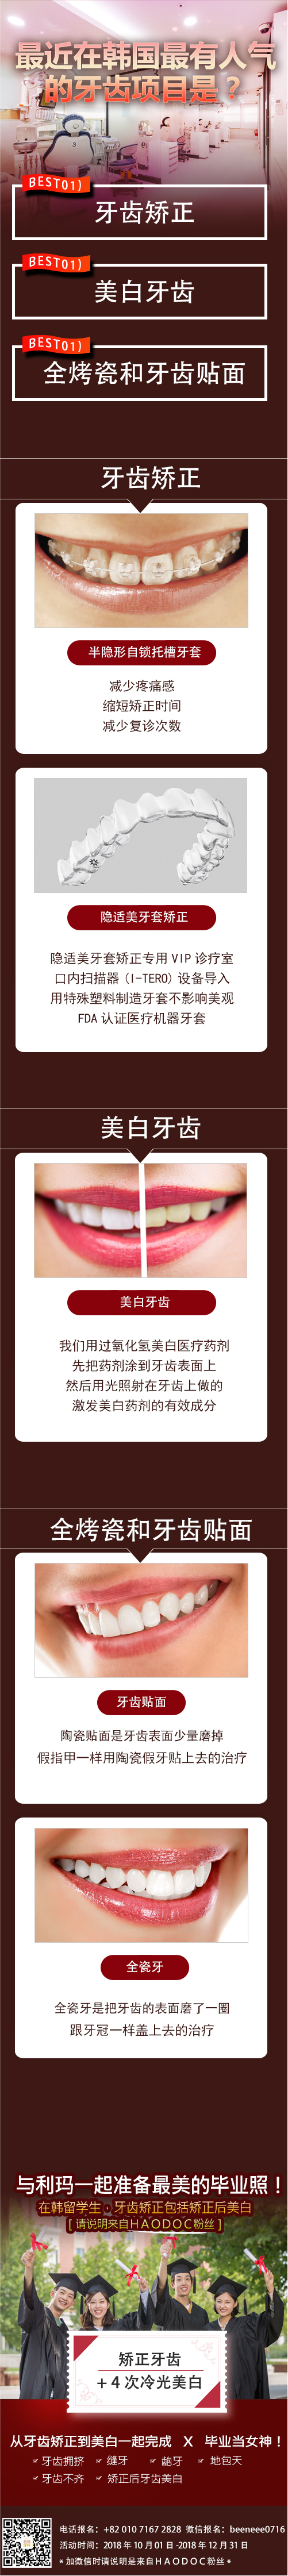 最近在韩国最有人气
的牙齿项目是？
BEST01)
牙齿矫正
BEST01)
美白牙齿
BEST01)
全烤瓷和牙齿贴面
牙齿矫正
半隐形自锁托槽牙套
减少疼痛感
缩短矫正时间
减少复诊次数
隐适美牙套矫正
隐适美牙套矫正专用 VIP 诊疗室
口内扫描器（I-TERO）设备导入
用特殊塑料制造牙套不影响美观
FDA 认证医疗机器牙套
美白牙齿
美白牙齿
我们用过氧化氢美白医疗药剂
先把药剂涂到牙齿表面上
然后用光照射在牙齿上做的
激发美白药剂的有效成分
全烤瓷和牙齿贴面
牙齿贴面
陶瓷贴面是牙齿表面少量磨掉
假指甲一样用陶瓷假牙贴上去的治疗
全瓷牙
全瓷牙是把牙齿的表面磨了一圈
跟牙冠一样盖上去的治疗
与利玛一起准备最美的毕业照！
在韩留学生。牙齿矫正包括矫正后美白
[ 请说明来自HAODOC粉丝 ]
矫正牙齿
＋4 次冷光美白
从牙齿矫正到美白一起完成 X 毕业当女神！
牙齿拥挤 缝牙 龅牙 地包天
牙齿不齐 矫正后牙齿美白
电话报名：+82 010 7167 2828 微信报名：beeneee0716
活动时间：2018 年 10 月 01 日 -2018 年 12 月 31 日
* 加微信时请说明是来自HAODOC粉丝 *